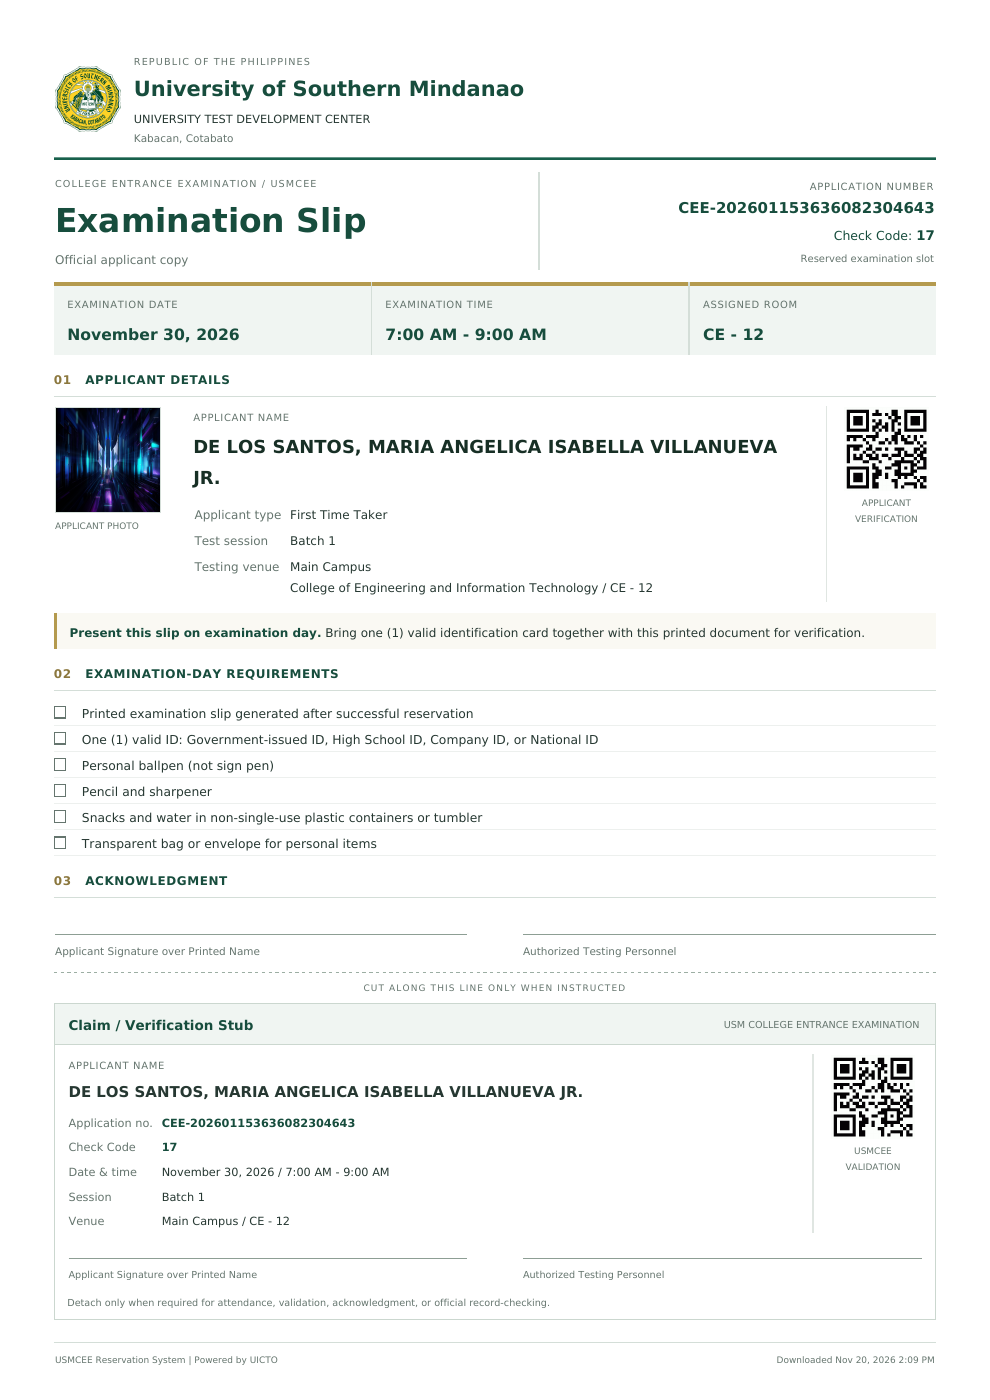 REPUBLIC OF THE PHILIPPINES
University of Southern Mindanao
UNIVERSITY TEST DEVELOPMENT CENTER
Kabacan, Cotabato
COLLEGE ENTRANCE EXAMINATION / USMCEE
Examination Slip
Official applicant copy
APPLICATION NUMBER
CEE-202601153636082304643
Check Code: 17
Reserved examination slot
EXAMINATION DATE
November 30, 2026
EXAMINATION TIME
7:00 AM - 9:00 AM
ASSIGNED ROOM
CE - 12
01 APPLICANT DETAILS
APPLICANT PHOTO
APPLICANT NAME
DE LOS SANTOS, MARIA ANGELICA ISABELLA VILLANUEVA
JR.
Applicant type First Time Taker
Test session Batch 1
Testing venue Main Campus
College of Engineering and Information Technology / CE - 12
APPLICANT
VERIFICATION
Present this slip on examination day. Bring one (1) valid identification card together with this printed document for verification.
02 EXAMINATION-DAY REQUIREMENTS
Printed examination slip generated after successful reservation
One (1) valid ID: Government-issued ID, High School ID, Company ID, or National ID
Personal ballpen (not sign pen)
Pencil and sharpener
Snacks and water in non-single-use plastic containers or tumbler
Transparent bag or envelope for personal items
03 ACKNOWLEDGMENT
Applicant Signature over Printed Name
Authorized Testing Personnel
CUT ALONG THIS LINE ONLY WHEN INSTRUCTED
Claim / Verification Stub
USM COLLEGE ENTRANCE EXAMINATION
APPLICANT NAME
DE LOS SANTOS, MARIA ANGELICA ISABELLA VILLANUEVA JR.
Application no. CEE-202601153636082304643
Check Code 17
Date & time November 30, 2026 / 7:00 AM - 9:00 AM
Session Batch 1
Venue Main Campus / CE - 12
USMCEE
VALIDATION
Applicant Signature over Printed Name
Authorized Testing Personnel
Detach only when required for attendance, validation, acknowledgment, or official record-checking.
USMCEE Reservation System | Powered by UICTO
Downloaded Nov 20, 2026 2:09 PM